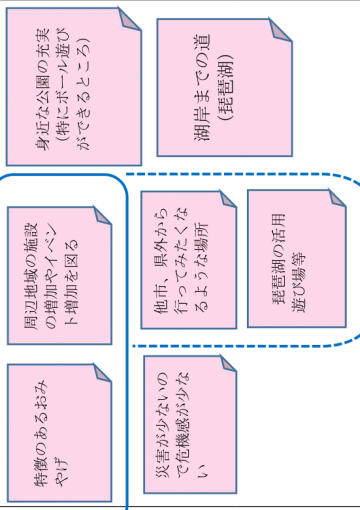 特徴のあるおみ
やげ
災害が少ないの
で危機感が少な
い
周辺地域の施設
の増加やイベン
ト増加を図る
他市、県外から
行ってみたくな
るような場所
琵琶湖の活用
遊び場等
身近な公園の充実
(特にボール遊び
ができるところ)
湖岸までの道
(琵琶湖)